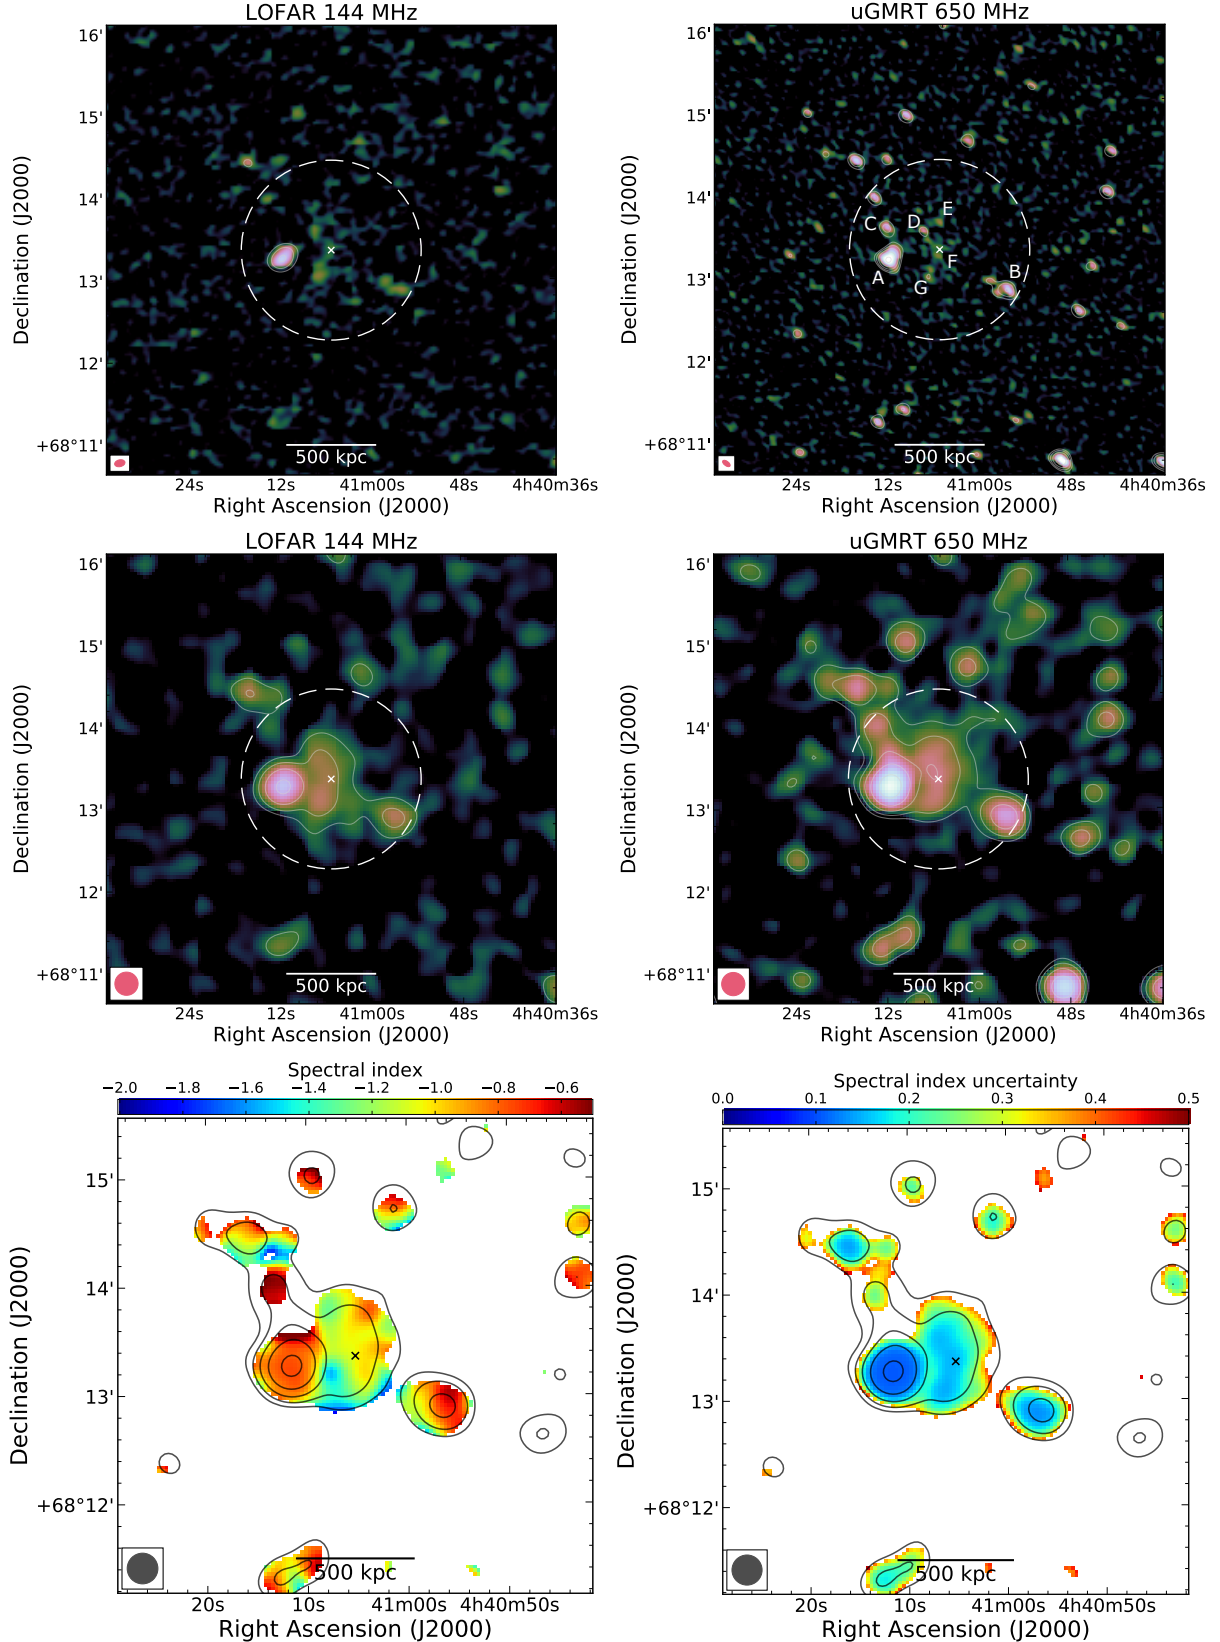 LOFAR 144 MHz
16'
15'
14'
13'
12'
+68°11'
Declination (J2000)
500 kpc
24s 12s 41m00s 48s 4h40m36s
Right Ascension (J2000)
uGMRT 650 MHz
16'
15'
14'
13'
12'
+68°11'
Declination (J2000)
E
C D
F
A B
G
500 kpc
24s 12s 41m00s 48s 4h40m36s
Right Ascension (J2000)
LOFAR 144 MHz
16'
15'
14'
13'
12'
+68°11'
Declination (J2000)
500 kpc
24s 12s 41m00s 48s 4h40m36s
Right Ascension (J2000)
uGMRT 650 MHz
16'
15'
14'
13'
12'
+68°11'
Declination (J2000)
500 kpc
24s 12s 41m00s 48s 4h40m36s
Right Ascension (J2000)
Spectral index
−2.0 −1.8 −1.6 −1.4 −1.2 −1.0 −0.8 −0.6
15'
14'
13'
+68°12'
Declination (J2000)
500 kpc
20s 10s 41m00s 4h40m50s
Right Ascension (J2000)
Spectral index uncertainty
0.0 0.1 0.2 0.3 0.4 0.5
15'
14'
13'
+68°12'
Declination (J2000)
500 kpc
20s 10s 41m00s 4h40m50s
Right Ascension (J2000)